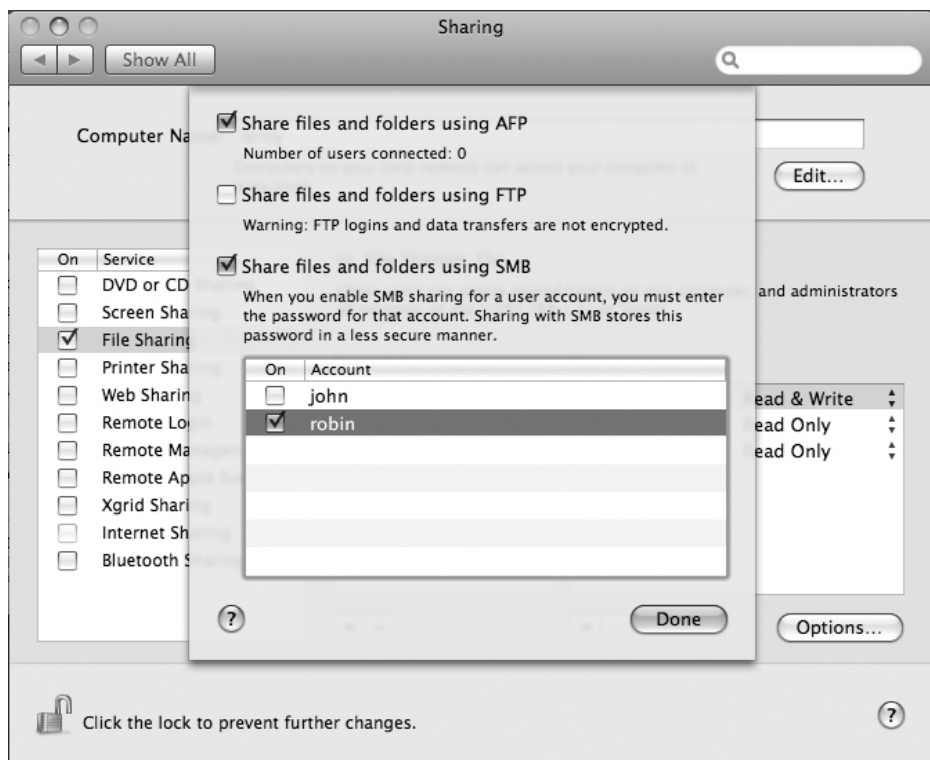 Sharing
Show All
Computer Na
Edit...
Share files and folders using AFP
Number of users connected: 0
Share files and folders using FTP
Warning: FTP logins and data transfers are not encrypted.
Share files and folders using SMB
When you enable SMB sharing for a user account, you must enter
the password for that account. Sharing with SMB stores this
password in a less secure manner.
On Account
john
robin
?
Done
On Service
DVD or CD
Screen Sha
File Sharing
Printer Sha
Web Sharin
Remote Lo
Remote Ma
Remote Ap
Xgrid Shari
Internet Sh
Bluetooth S
and administrators
ead & Write
ead Only
ead Only
Options...
Click the lock to prevent further changes.
?